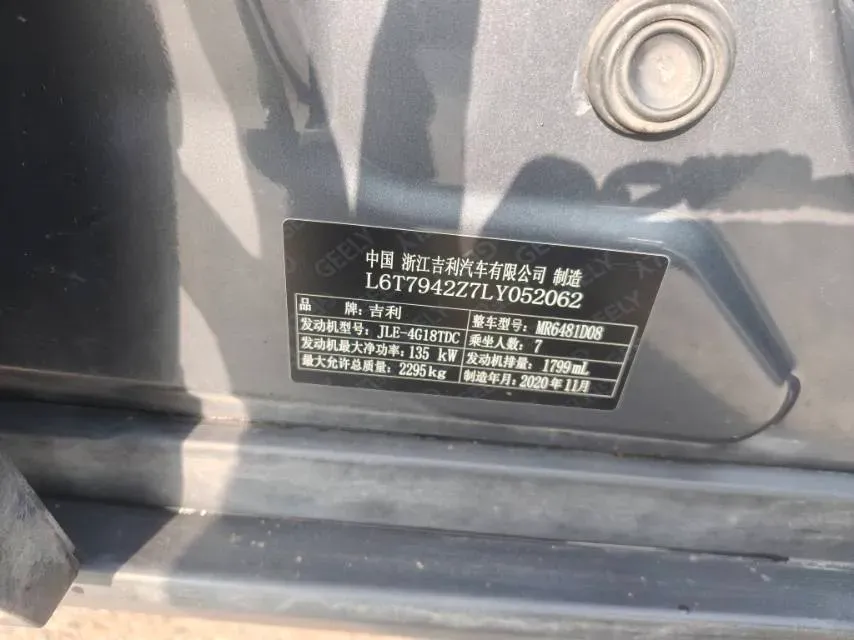 中国 浙江吉利汽车有限公司 制造
L6T7942Z7LY052062
品 牌:吉利
整车型号:MR6481D08
发动机型号:JLE-4G18TDC
乘坐人数:7
发动机最大净功率:135 kW
发动机排量:1799mL
最大允许总质量:2295kg
制造年月:2020年11月
GEELY
GEELY
GEELY